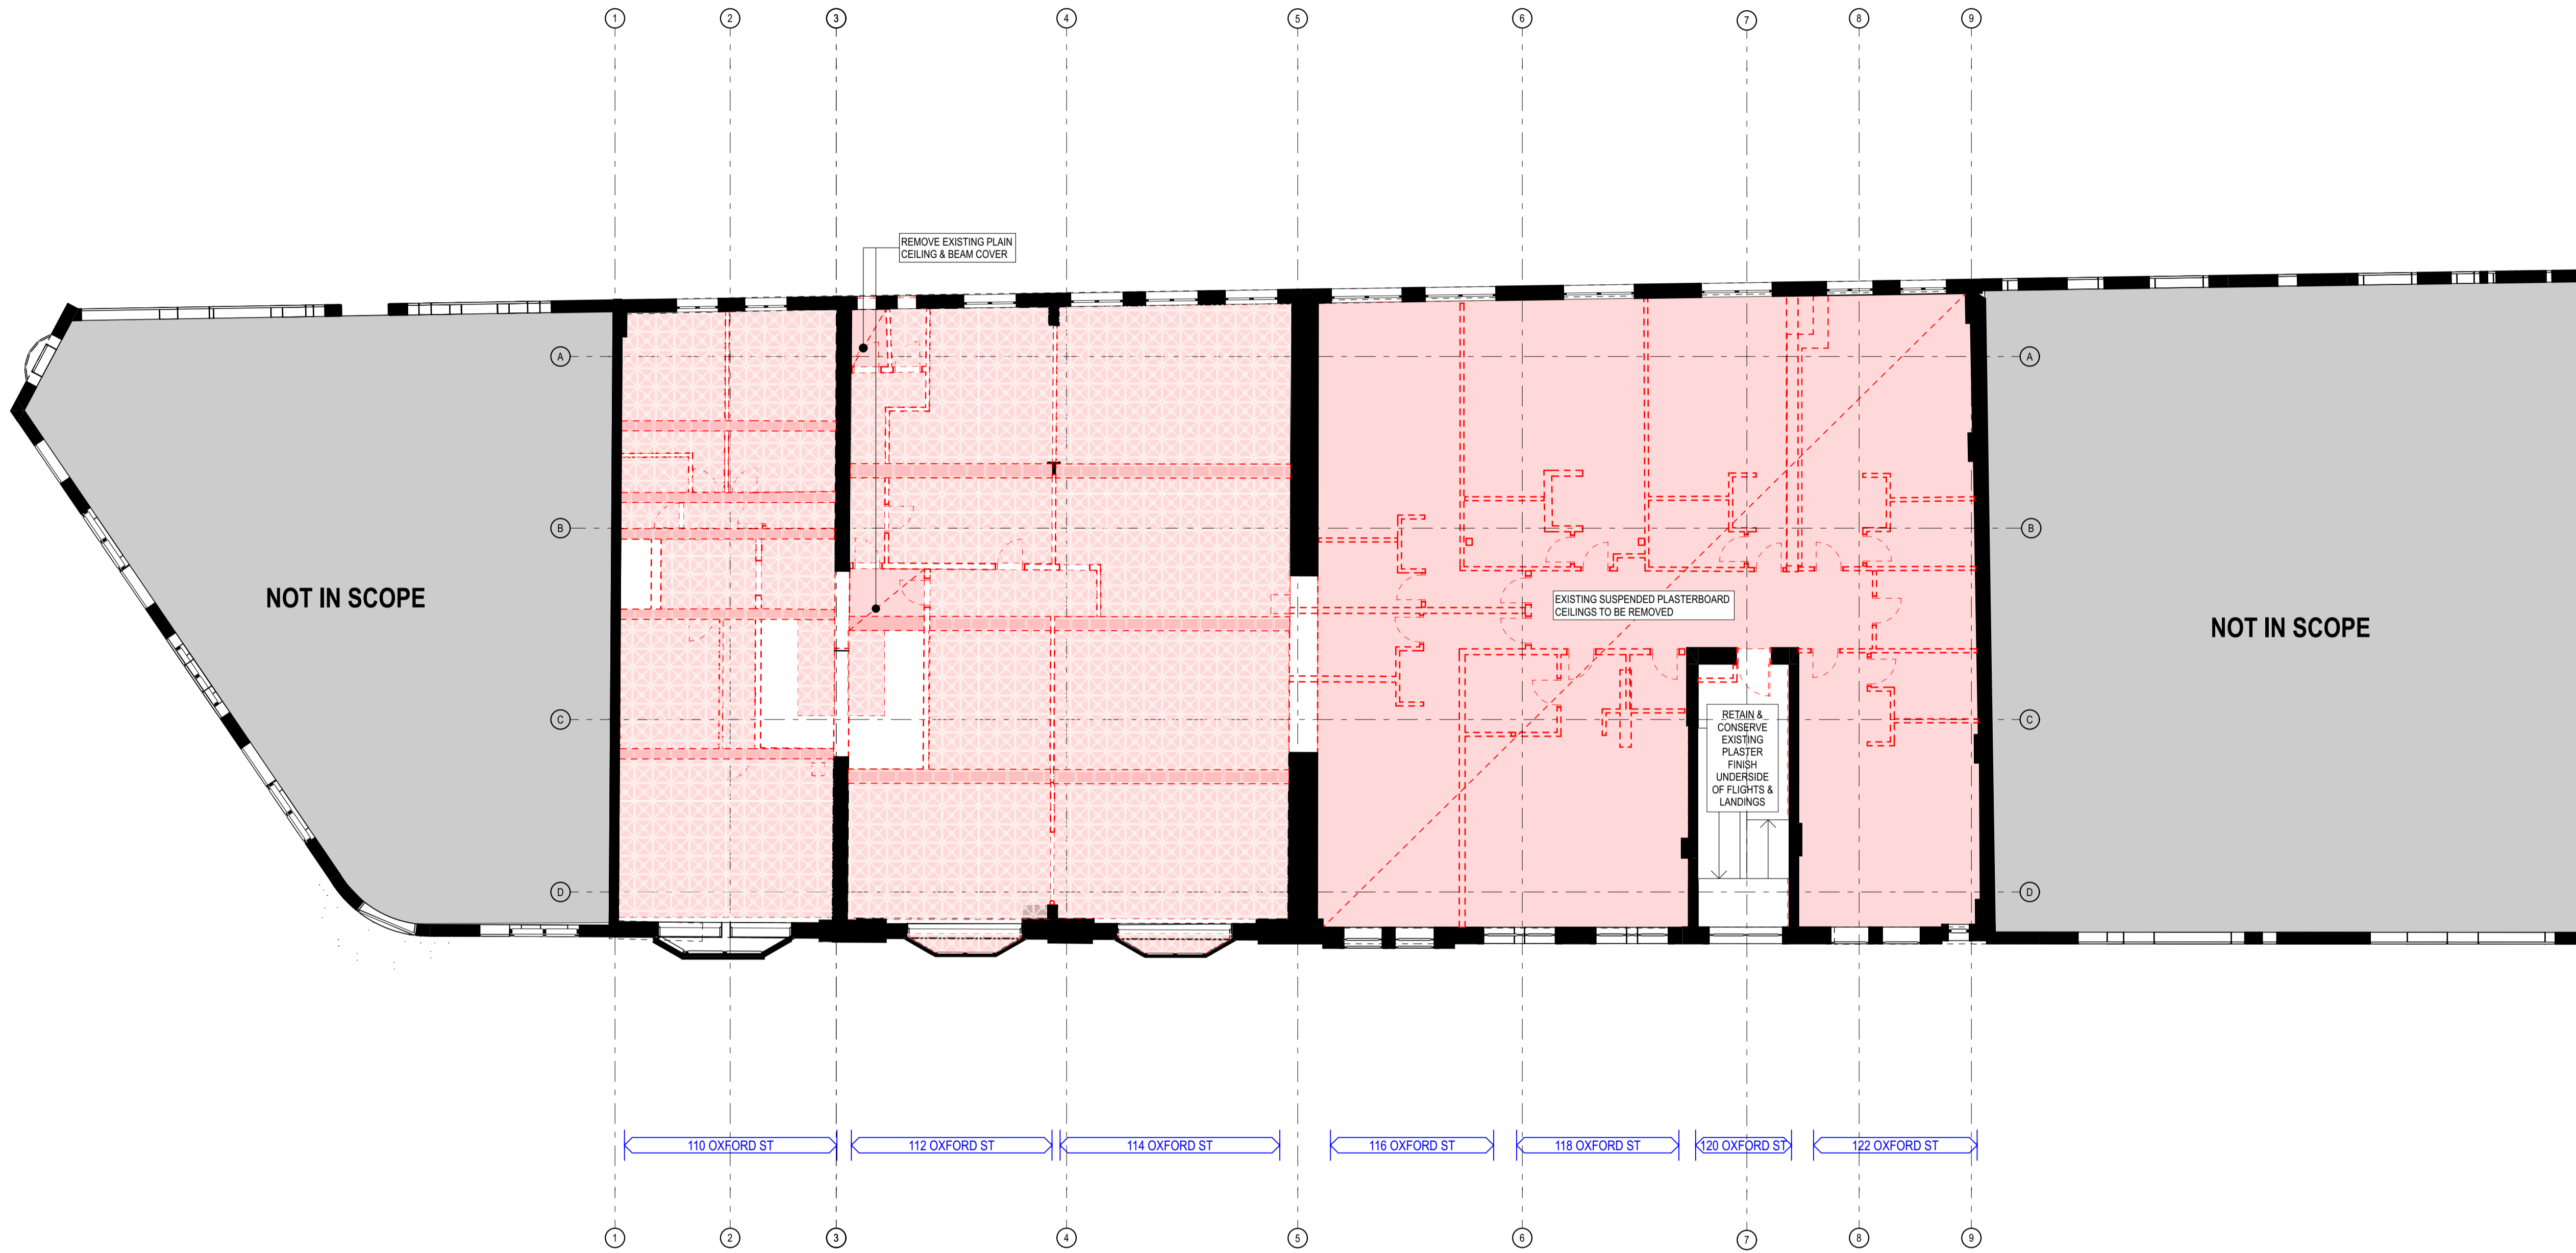 1
2
3
4
5
6
7
8
9
REMOVE EXISTING PLAIN
CEILING & BEAM COVER
A
A
B
B
NOT IN SCOPE
EXISTING SUSPENDED PLASTERBOARD
CEILINGS TO BE REMOVED
NOT IN SCOPE
C
C
RETAIN &
CONSERVE
EXISTING
PLASTER
FINISH
UNDERSIDE
OF FLIGHTS &
LANDINGS
D
D
110 OXFORD ST
112 OXFORD ST
114 OXFORD ST
116 OXFORD ST
118 OXFORD ST
120 OXFORD ST
122 OXFORD ST
1
2
3
4
5
6
7
8
9